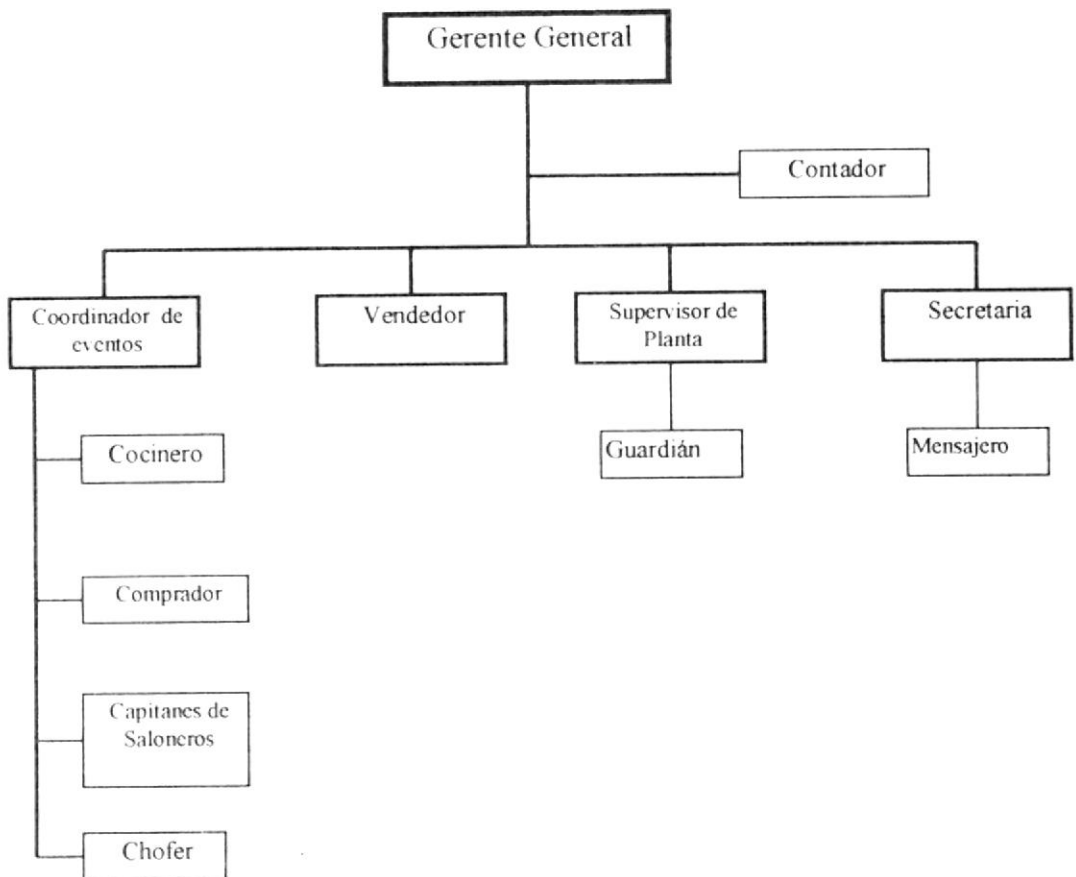 Gerente General
Contador
Coordinador de
eventos
Vendedor
Supervisor de
Planta
Secretaria
Cocinero
Guardián
Mensajero
Comprador
Capitanes de
Saloneros
Chofer